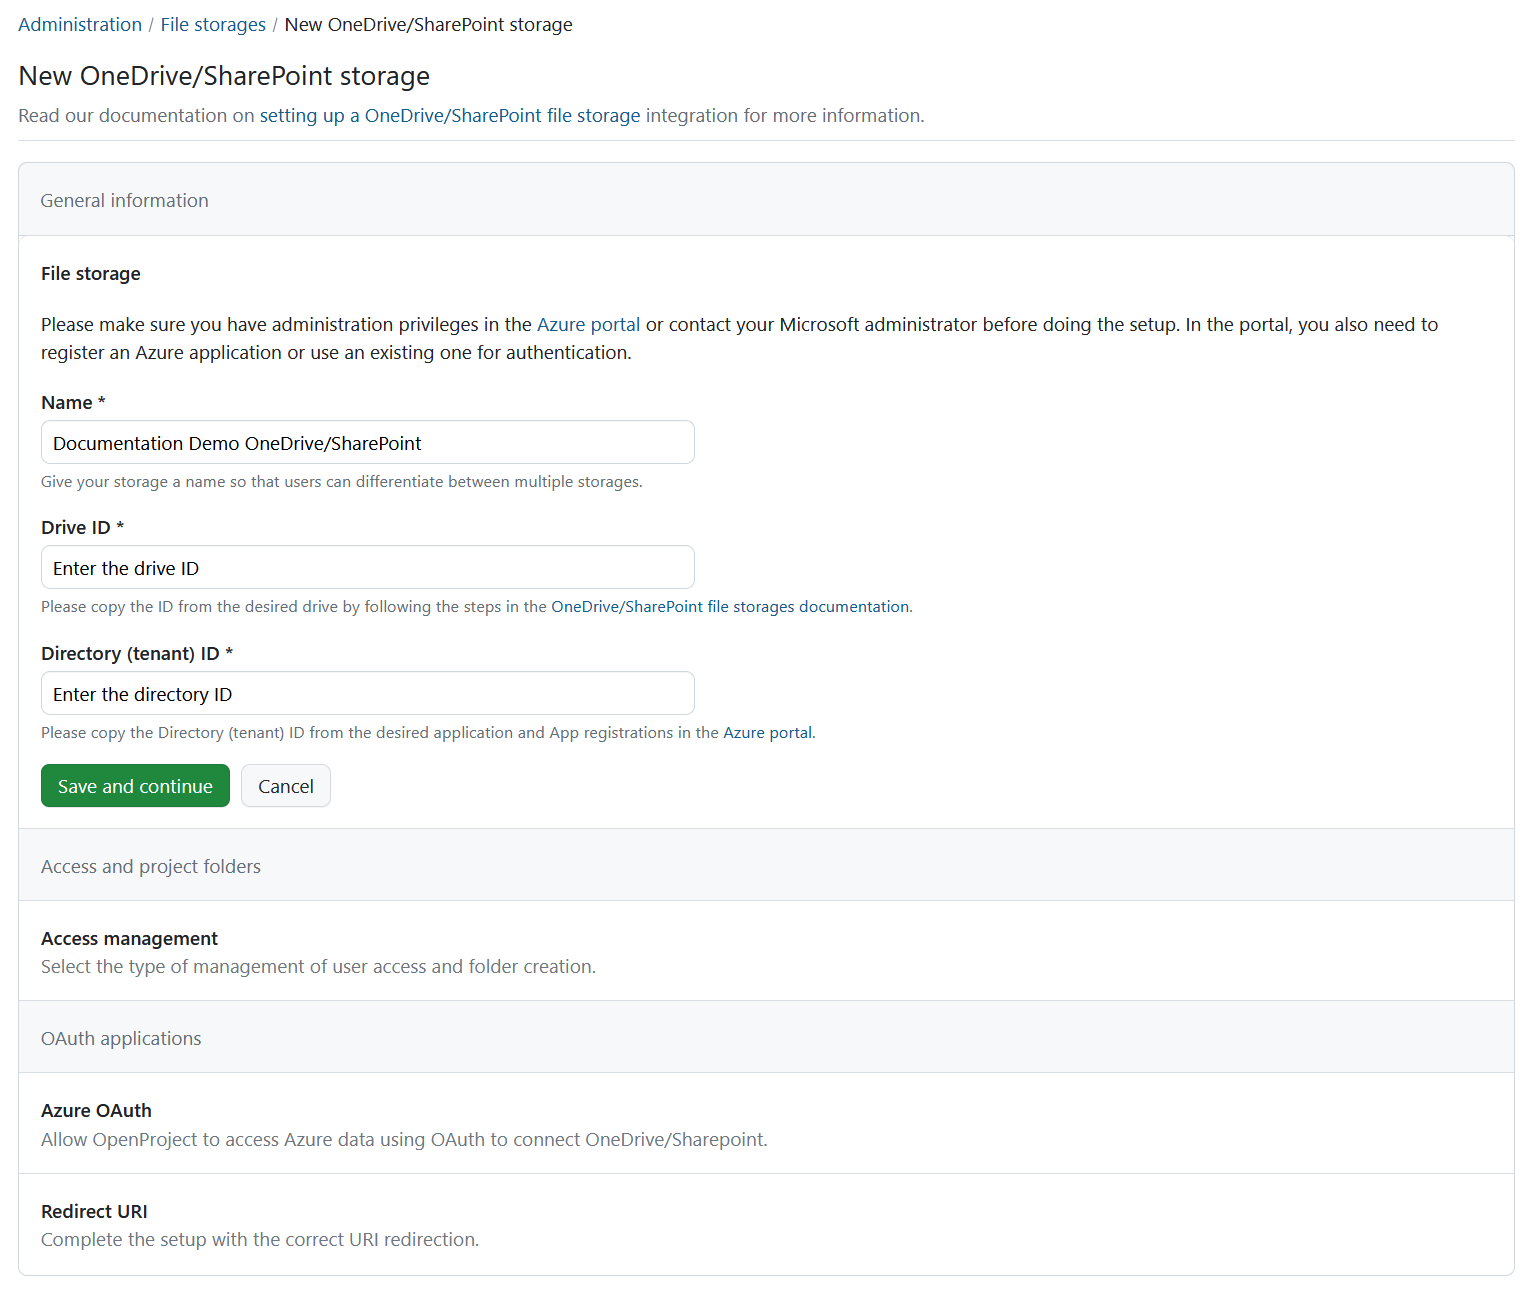 Administration / File storages / New OneDrive/SharePoint storage
New OneDrive/SharePoint storage
Read our documentation on setting up a OneDrive/SharePoint file storage integration for more information.
General information
File storage
Please make sure you have administration privileges in the Azure portal or contact your Microsoft administrator before doing the setup. In the portal, you also need to
register an Azure application or use an existing one for authentication.
Name *
Documentation Demo OneDrive/SharePoint
Give your storage a name so that users can differentiate between multiple storages.
Drive ID *
Enter the drive ID
Please copy the ID from the desired drive by following the steps in the OneDrive/SharePoint file storages documentation.
Directory (tenant) ID *
Enter the directory ID
Please copy the Directory (tenant) ID from the desired application and App registrations in the Azure portal.
Save and continue Cancel
Access and project folders
Access management
Select the type of management of user access and folder creation.
OAuth applications
Azure OAuth
Allow OpenProject to access Azure data using OAuth to connect OneDrive/Sharepoint.
Redirect URI
Complete the setup with the correct URI redirection.